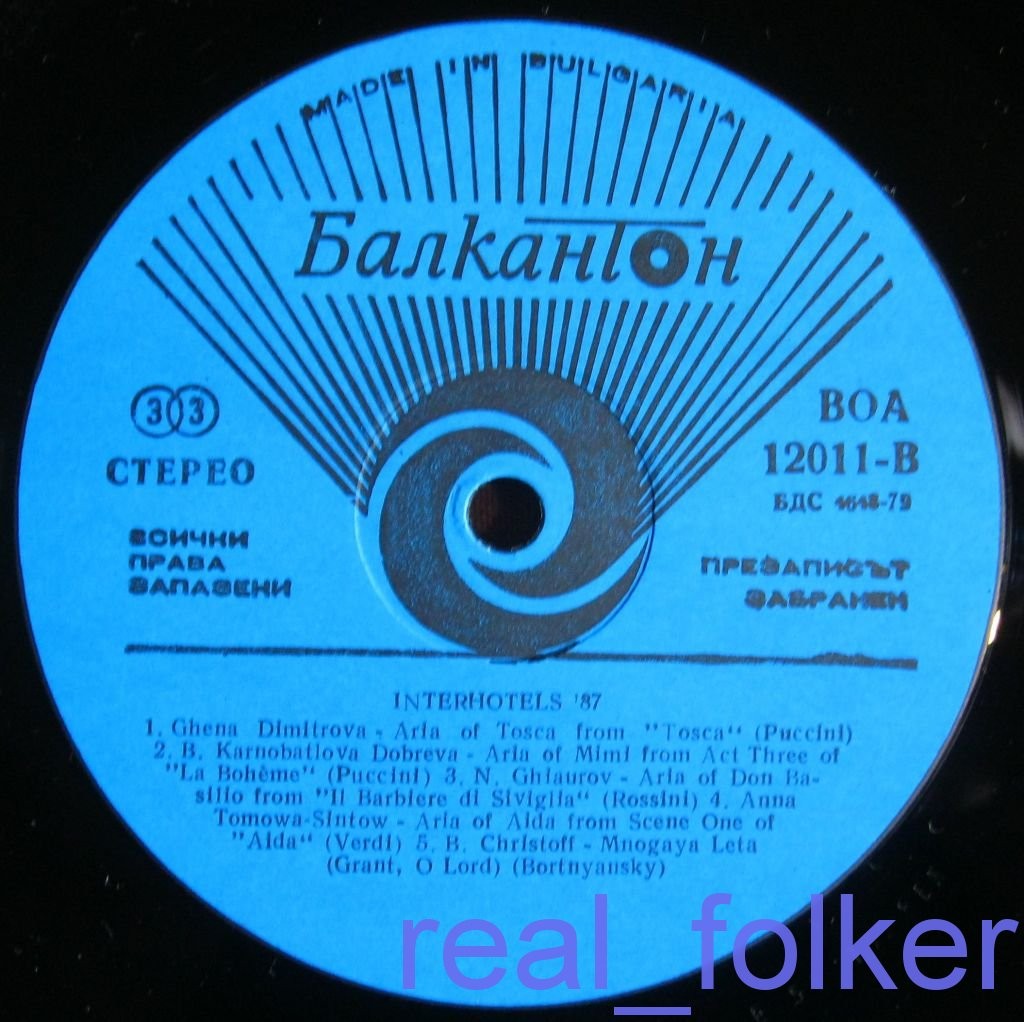 MADE IN BULGARIA
Балкантон
33
СТЕРЕО
ВОА
12011-В
БДС 4648-79
ВСИЧКИ
ПРАВА
ЗАПАЗЕНИ
ПРЕЗАПИСЪТ
ЗАБРАНЕН
INTERHOTELS '87
1. Ghena Dimitrova - Aria of Tosca from "Tosca" (Puccini)
2. B. Karnobatlova Dobreva - Aria of Mimi from Act Three of
"La Bohême" (Puccini) 3. N. Ghiaurov - Aria of Don Ba-
silio from "Il Barbiere di Siviglia" (Rossini) 4. Anna
Tomowa-Sintow - Aria of Aida from Scene One of
"Aida" (Verdi) 5. B. Christoff - Mnogaya Leta
(Grant, O Lord) (Bortnyansky)
real_folker